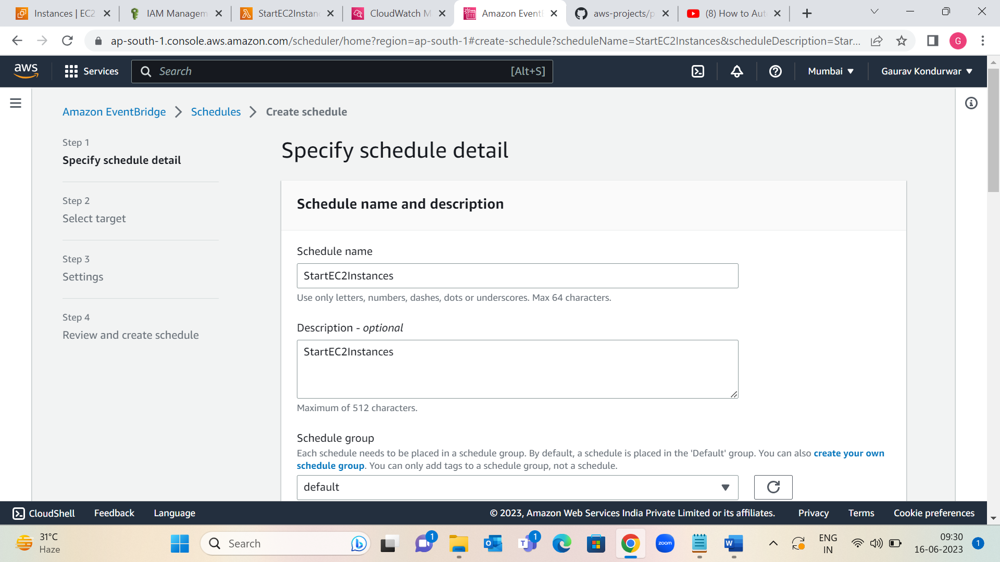 Instances | EC2
IAM Managem
StartEC2Instanc
CloudWatch M
Amazon EventB
aws-projects/p
(8) How to Aut
ap-south-1.console.aws.amazon.com/scheduler/home?region=ap-south-1#create-schedule?scheduleName=StartEC2Instances&scheduleDescription=Star...
G
aws
Services
Search
[Alt+S]
Mumbai
Gaurav Kondurwar
Amazon EventBridge
Schedules
Create schedule
Step 1
Specify schedule detail
Step 2
Select target
Step 3
Settings
Step 4
Review and create schedule
Specify schedule detail
Schedule name and description
Schedule name
StartEC2Instances
Use only letters, numbers, dashes, dots or underscores. Max 64 characters.
Description - optional
StartEC2Instances
Maximum of 512 characters.
Schedule group
Each schedule needs to be placed in a schedule group. By default, a schedule is placed in the 'Default' group. You can also create your own
schedule group. You can only add tags to a schedule group, not a schedule.
default
CloudShell
Feedback
Language
© 2023, Amazon Web Services India Private Limited or its affiliates.
Privacy
Terms
Cookie preferences
31°C
Haze
Search
1
1
zoom
ENG
IN
09:30
16-06-2023
1